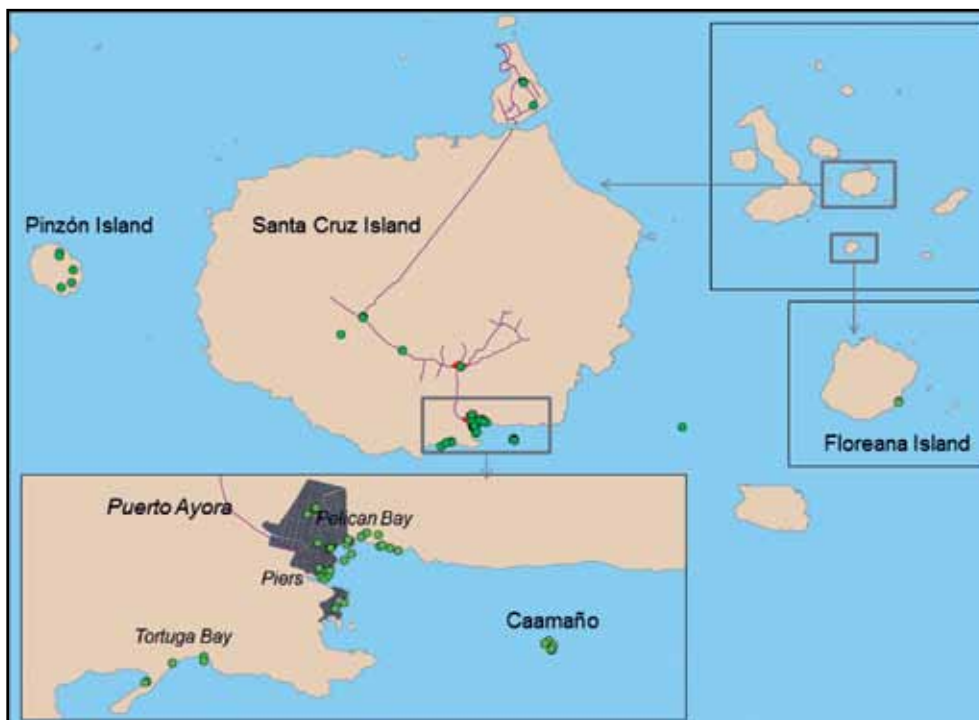 Pinzón Island
Santa Cruz Island
Floreana Island
Puerto Ayora
Pelican Bay
Piers
Caamaño
Tortuga Bay